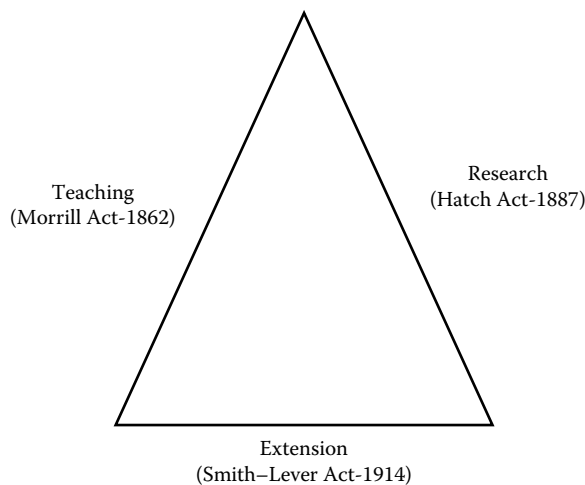 Teaching
(Morrill Act-1862)
Research
(Hatch Act-1887)
Extension
(Smith–Lever Act-1914)